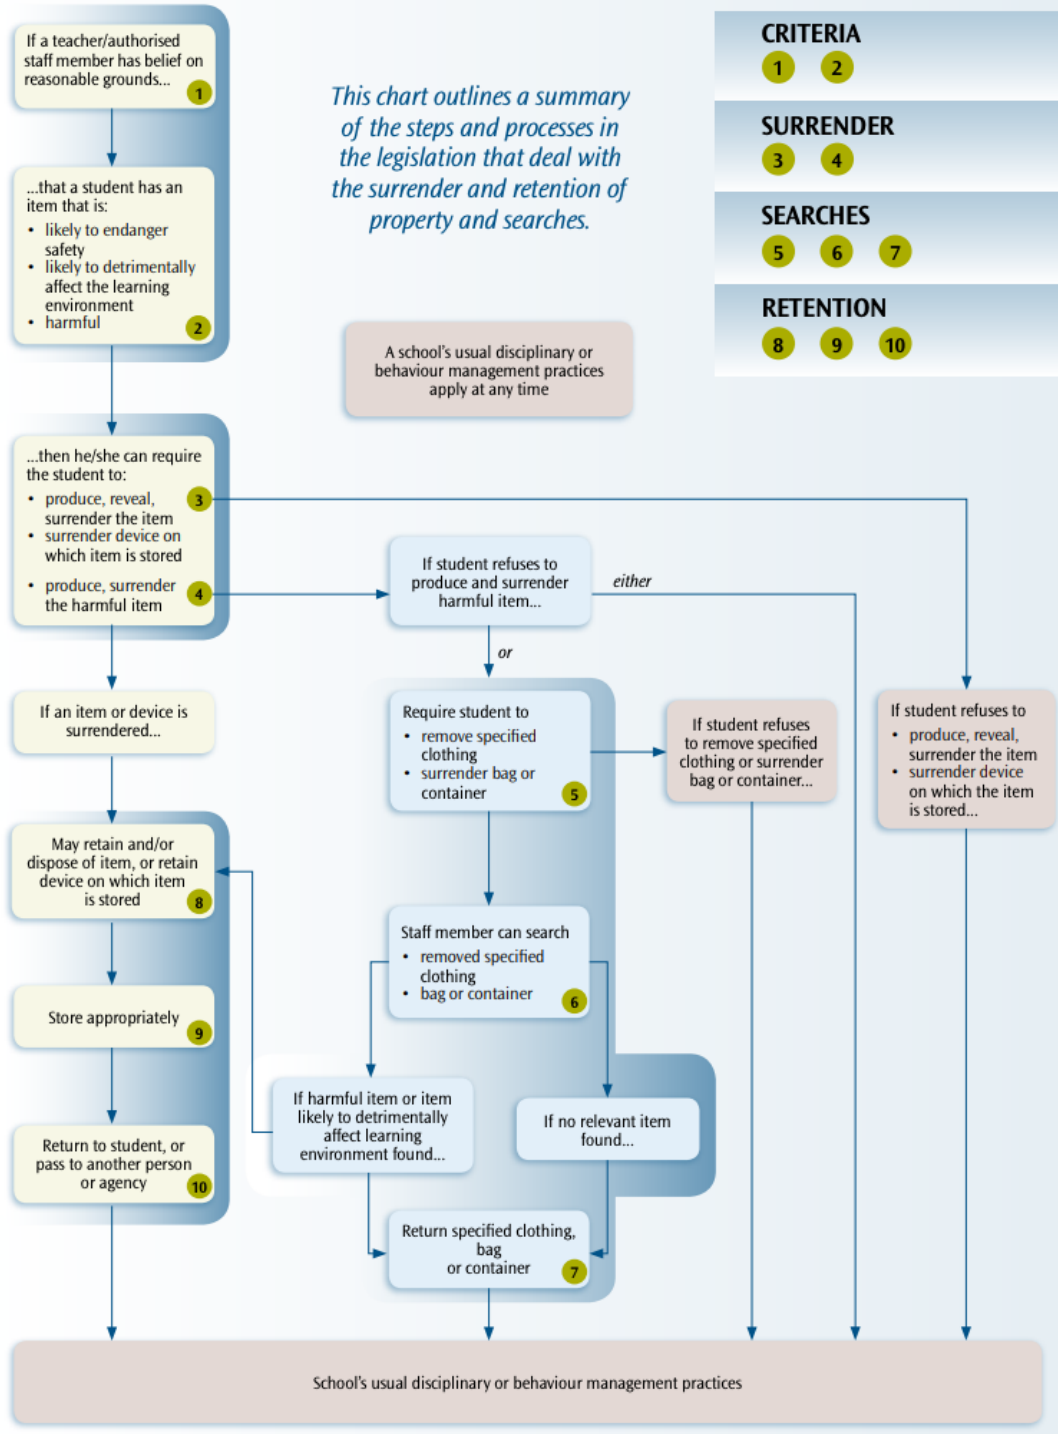 If a teacher/authorised
staff member has belief on
reasonable grounds...
1
...that a student has an
item that is:
• likely to endanger
safety
• likely to detrimentally
affect the learning
environment
• harmful
2
This chart outlines a summary
of the steps and processes in
the legislation that deal with
the surrender and retention of
property and searches.
CRITERIA
1 2
SURRENDER
3 4
SEARCHES
5 6 7
RETENTION
8 9 10
A school's usual disciplinary or
behaviour management practices
apply at any time
...then he/she can require
the student to:
• produce, reveal,
surrender the item
3
• surrender device on
which item is stored
• produce, surrender
the harmful item
4
If student refuses to
produce and surrender
harmful item...
either
or
If an item or device is
surrendered...
Require student to
• remove specified
clothing
• surrender bag or
container
5
If student refuses
to remove specified
clothing or surrender
bag or container...
If student refuses to
• produce, reveal,
surrender the item
• surrender device
on which the item
is stored...
May retain and/or
dispose of item, or retain
device on which item
is stored
8
Staff member can search
• removed specified
clothing
• bag or container
6
Store appropriately
9
If harmful item or item
likely to detrimentally
affect learning
environment found...
If no relevant item
found...
Return to student, or
pass to another person
or agency
10
Return specified clothing,
bag
or container
7
School's usual disciplinary or behaviour management practices